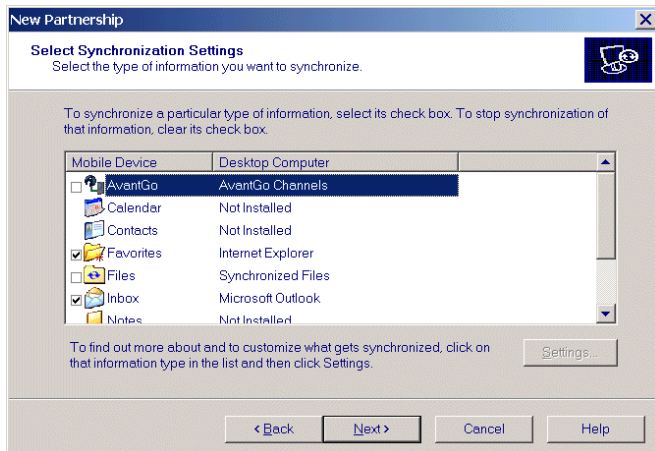 New Partnership
Select Synchronization Settings
Select the type of information you want to synchronize.
To synchronize a particular type of information, select its check box. To stop synchronization of
that information, clear its check box.
Mobile Device Desktop Computer
AvantGo AvantGo Channels
Calendar Not Installed
Contacts Not Installed
Favorites Internet Explorer
Files Synchronized Files
Inbox Microsoft Outlook
Notes Not Installed
To find out more about and to customize what gets synchronized, click on
that information type in the list and then click Settings.
Settings...
< Back Next > Cancel Help